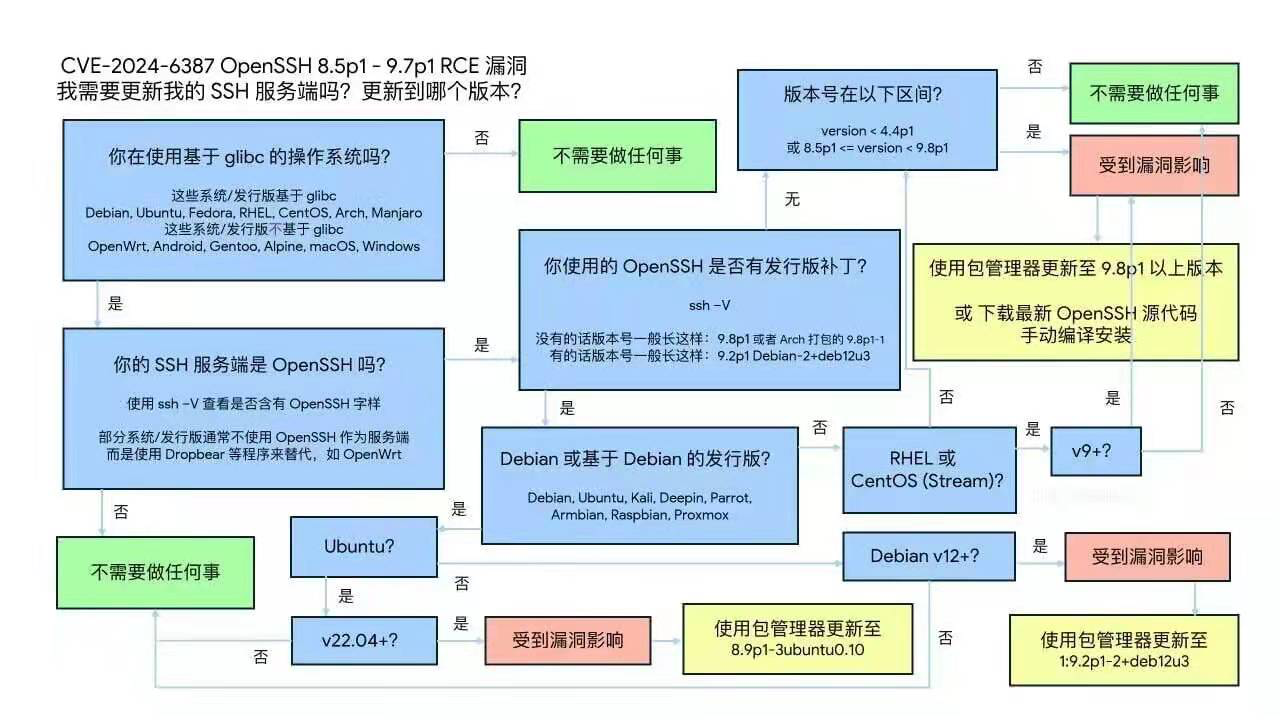 CVE-2024-6387 OpenSSH 8.5p1 - 9.7p1 RCE 漏洞
我需要更新我的 SSH 服务端吗？更新到哪个版本？
你在使用基于 glibc 的操作系统吗？
这些系统/发行版基于 glibc
Debian, Ubuntu, Fedora, RHEL, CentOS, Arch, Manjaro
这些系统/发行版不基于 glibc
OpenWrt, Android, Gentoo, Alpine, macOS, Windows
否
不需要做任何事
是
你的 SSH 服务端是 OpenSSH 吗？
使用 ssh –V 查看是否含有 OpenSSH 字样
部分系统/发行版通常不使用 OpenSSH 作为服务端
而是使用 Dropbear 等程序来替代，如 OpenWrt
否
不需要做任何事
是
你使用的 OpenSSH 是否有发行版补丁？
ssh –V
没有的话版本号一般长这样：9.8p1 或者 Arch 打包的 9.8p1-1
有的话版本号一般长这样：9.2p1 Debian-2+deb12u3
无
版本号在以下区间？
version < 4.4p1
或 8.5p1 <= version < 9.8p1
否
不需要做任何事
是
受到漏洞影响
使用包管理器更新至 9.8p1 以上版本
或 下载最新 OpenSSH 源代码
手动编译安装
是
Debian 或基于 Debian 的发行版？
Debian, Ubuntu, Kali, Deepin, Parrot,
Armbian, Raspbian, Proxmox
否
RHEL 或
CentOS (Stream)?
否
是
v9+?
是
否
是
Ubuntu?
否
是
v22.04+?
否
是
受到漏洞影响
使用包管理器更新至
8.9p1-3ubuntu0.10
Debian v12+?
否
是
受到漏洞影响
使用包管理器更新至
1:9.2p1-2+deb12u3